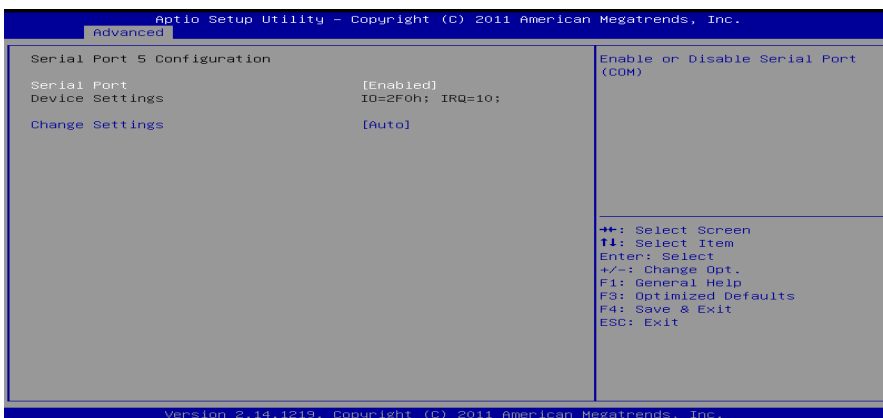 Aptio Setup Utility – Copyright (C) 2011 American Megatrends, Inc.
Advanced
Serial Port 5 Configuration
Serial Port [Enabled]
Device Settings IO=2F0h; IRQ=10;
Change Settings [Auto]
Enable or Disable Serial Port
(COM)
→←: Select Screen
↑↓: Select Item
Enter: Select
+/-: Change Opt.
F1: General Help
F3: Optimized Defaults
F4: Save & Exit
ESC: Exit
Version 2.14.1219. Copyright (C) 2011 American Megatrends, Inc.